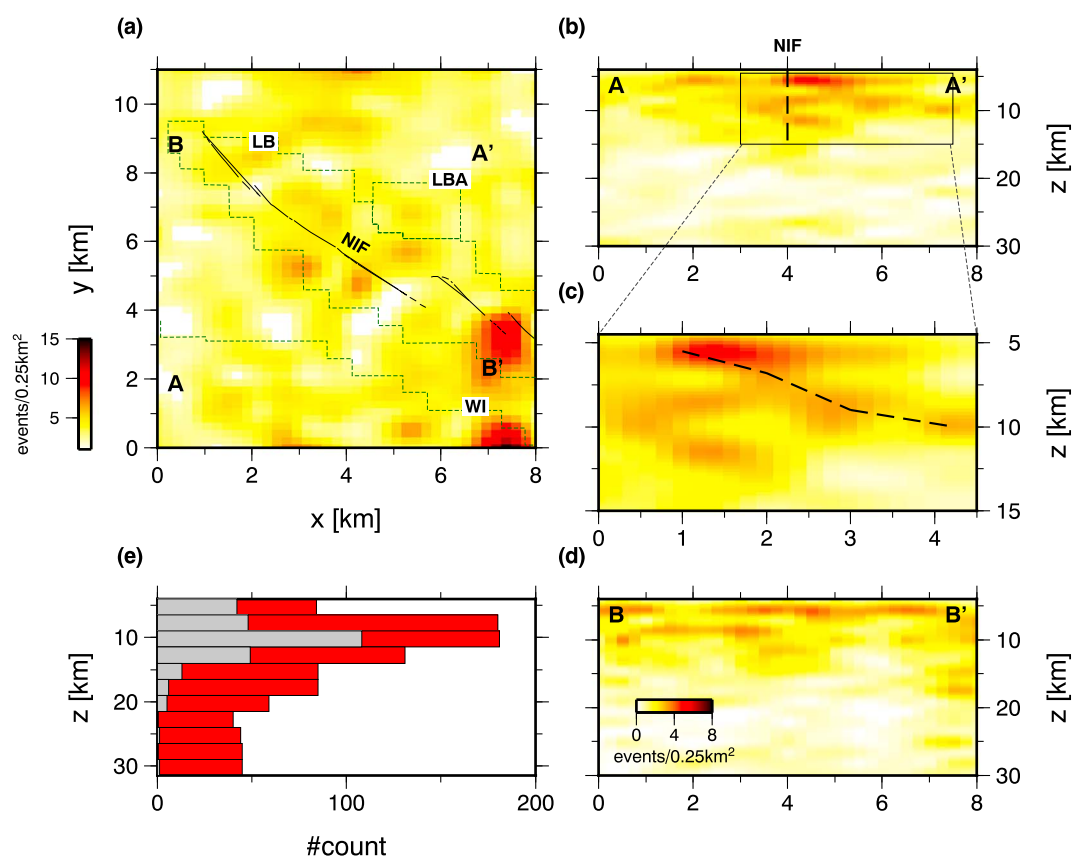 (a)
B
LB
A'
LBA
NIF
A
B'
WI
10
8
6
4
2
0
y [km]
0 2 4 6 8
x [km]
15
10
5
events/0.25km²
(b)
NIF
A A'
10
20
30
z [km]
0 2 4 6 8
(c)
5
10
15
z [km]
0 1 2 3 4
(e)
10
20
30
z [km]
0 100 200
#count
(d)
B B'
0 4 8
events/0.25km²
10
20
30
z [km]
0 2 4 6 8